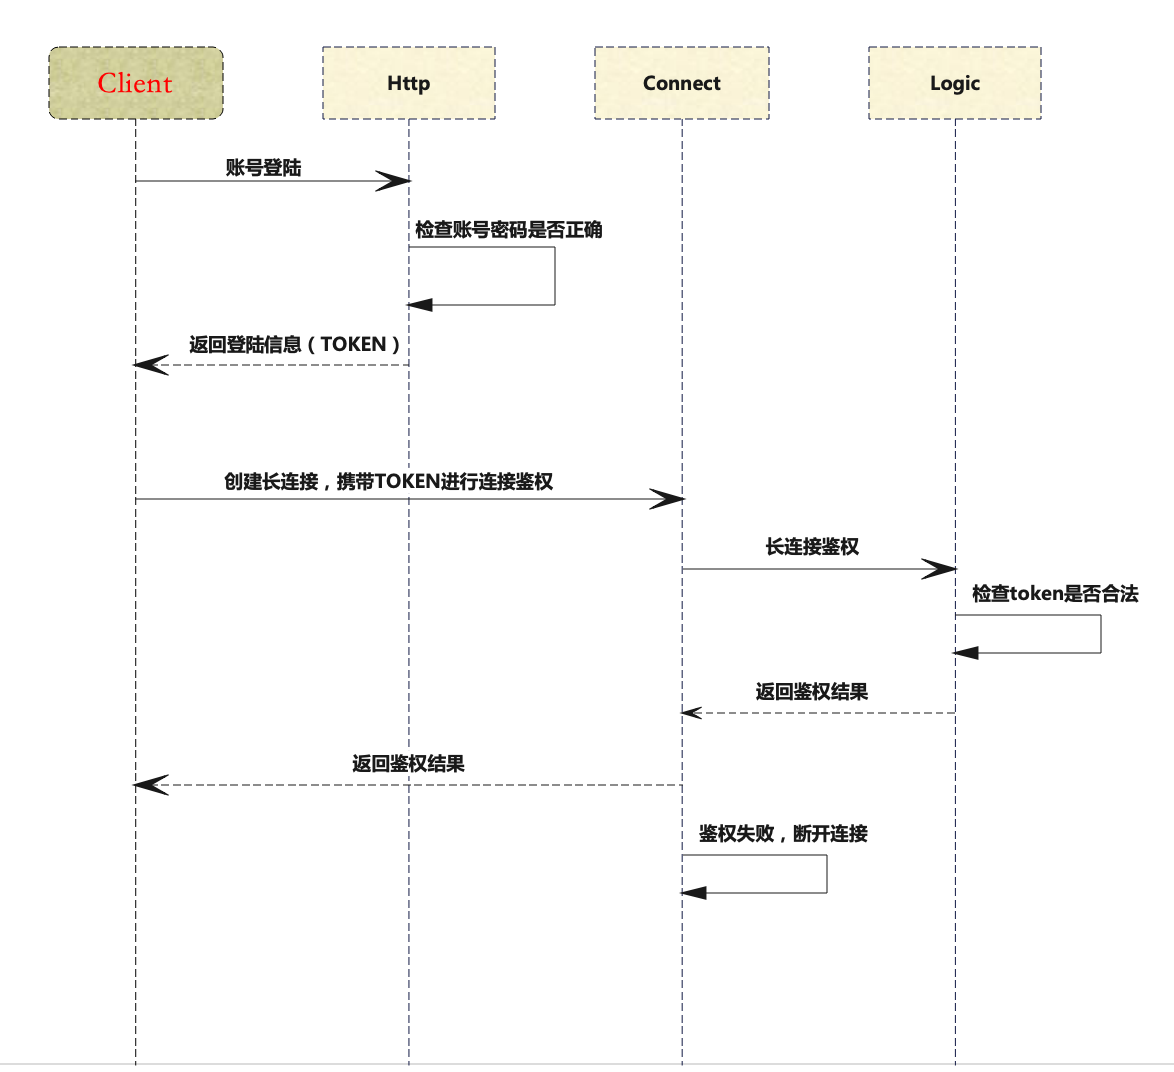 Client
Http
Connect
Logic
账号登陆
检查账号密码是否正确
返回登陆信息（TOKEN）
创建长连接，携带TOKEN进行连接鉴权
长连接鉴权
检查token是否合法
返回鉴权结果
返回鉴权结果
鉴权失败，断开连接